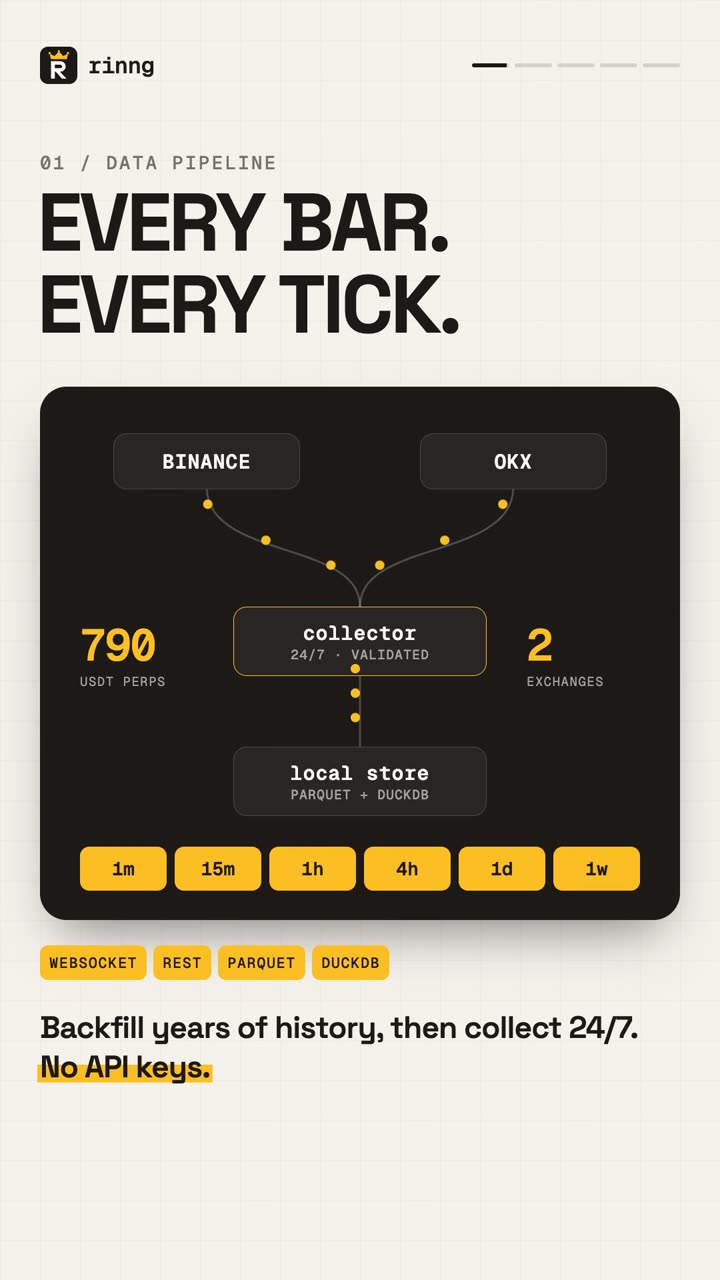 R rinng
01 / DATA PIPELINE
EVERY BAR.
EVERY TICK.
BINANCE
OKX
collector
24/7 · VALIDATED
790
USDT PERPS
2
EXCHANGES
local store
PARQUET + DUCKDB
1m 15m 1h 4h 1d 1w
WEBSOCKET REST PARQUET DUCKDB
Backfill years of history, then collect 24/7.
No API keys.